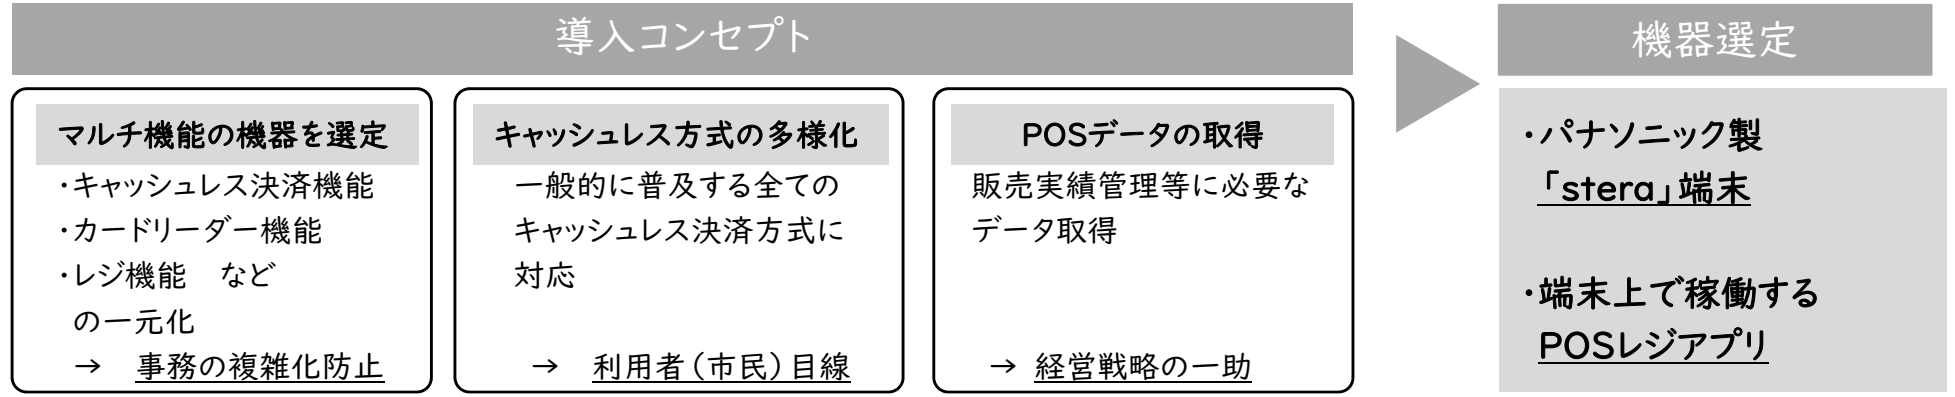 導入コンセプト
マルチ機能の機器を選定
・キャッシュレス決済機能
・カードリーダー機能
・レジ機能　など
の一元化
→　事務の複雑化防止
キャッシュレス方式の多様化
一般的に普及する全ての
キャッシュレス決済方式に
対応
→　利用者（市民）目線
POSデータの取得
販売実績管理等に必要な
データ取得
→ 経営戦略の一助
機器選定
・パナソニック製
「stera」端末
・端末上で稼働する
POSレジアプリ